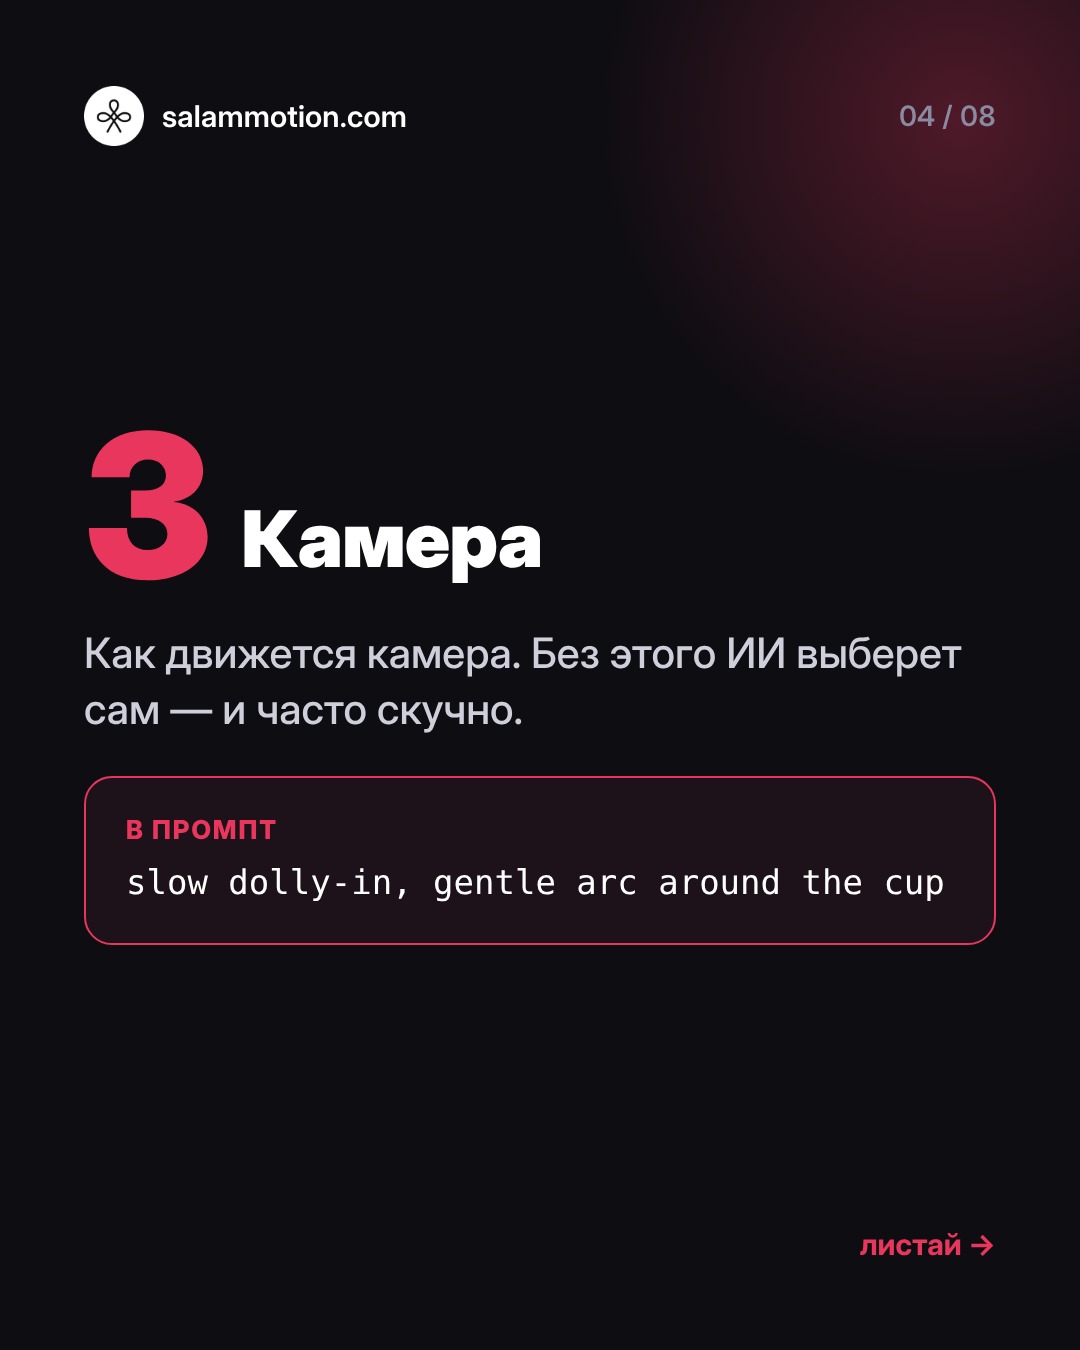 salammotion.com
04 / 08
3 Камера
Как движется камера. Без этого ИИ выберет
сам — и часто скучно.
В ПРОМПТ
slow dolly-in, gentle arc around the cup
листай →